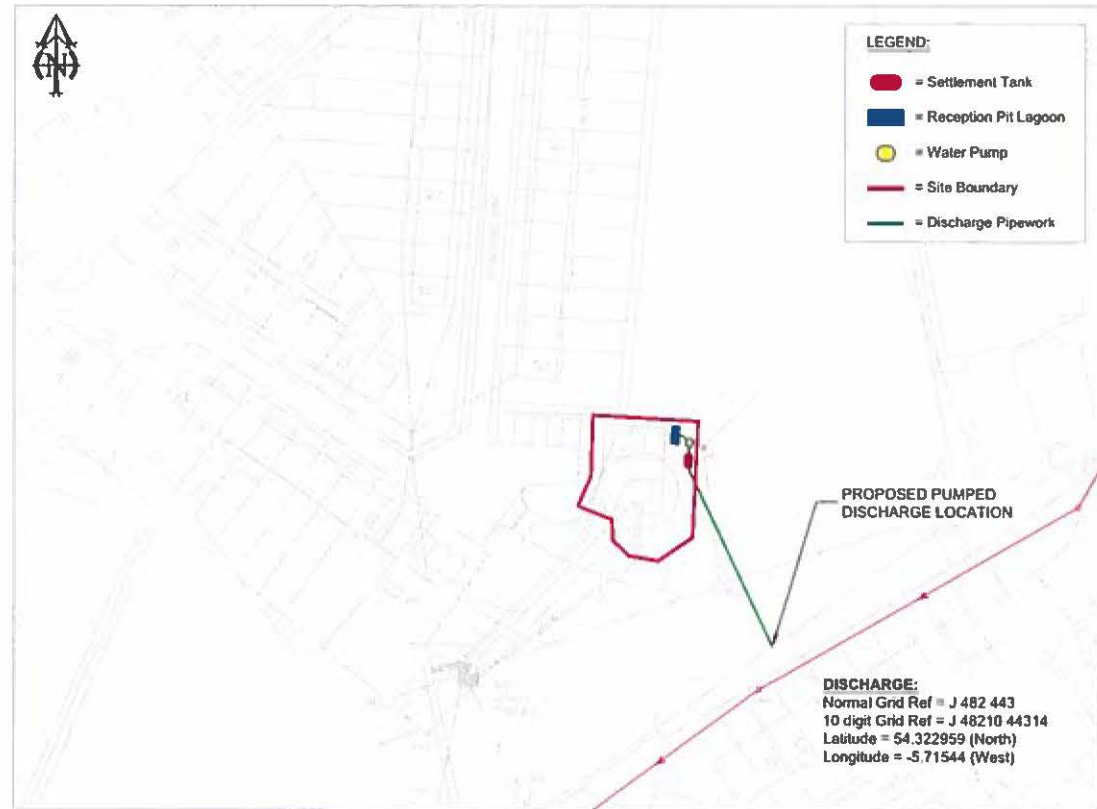 N
LEGEND:
= Settlement Tank
= Reception Pit Lagoon
= Water Pump
= Site Boundary
= Discharge Pipework
PROPOSED PUMPED
DISCHARGE LOCATION
DISCHARGE:
Normal Grid Ref = J 482 443
10 digit Grid Ref = J 48210 44314
Latitude = 54.322959 (North)
Longitude = -5.71544 (West)